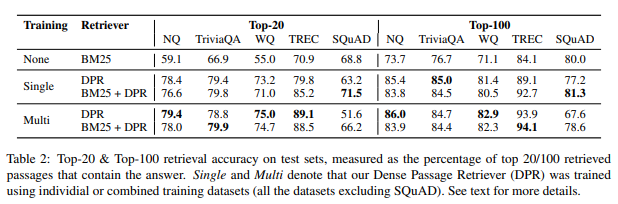 Training Retriever Top-20 Top-100
NQ TriviaQA WQ TREC SQuAD NQ TriviaQA WQ TREC SQuAD
None BM25 59.1 66.9 55.0 70.9 68.8 73.7 76.7 71.1 84.1 80.0
Single DPR 78.4 79.4 73.2 79.8 63.2 85.4 85.0 81.4 89.1 77.2
BM25 + DPR 76.6 79.8 71.0 85.2 71.5 83.8 84.5 80.5 92.7 81.3
Multi DPR 79.4 78.8 75.0 89.1 51.6 86.0 84.7 82.9 93.9 67.6
BM25 + DPR 78.0 79.9 74.7 88.5 66.2 83.9 84.4 82.3 94.1 78.6
Table 2: Top-20 & Top-100 retrieval accuracy on test sets, measured as the percentage of top 20/100 retrieved
passages that contain the answer. Single and Multi denote that our Dense Passage Retriever (DPR) was trained
using individial or combined training datasets (all the datasets excluding SQuAD). See text for more details.